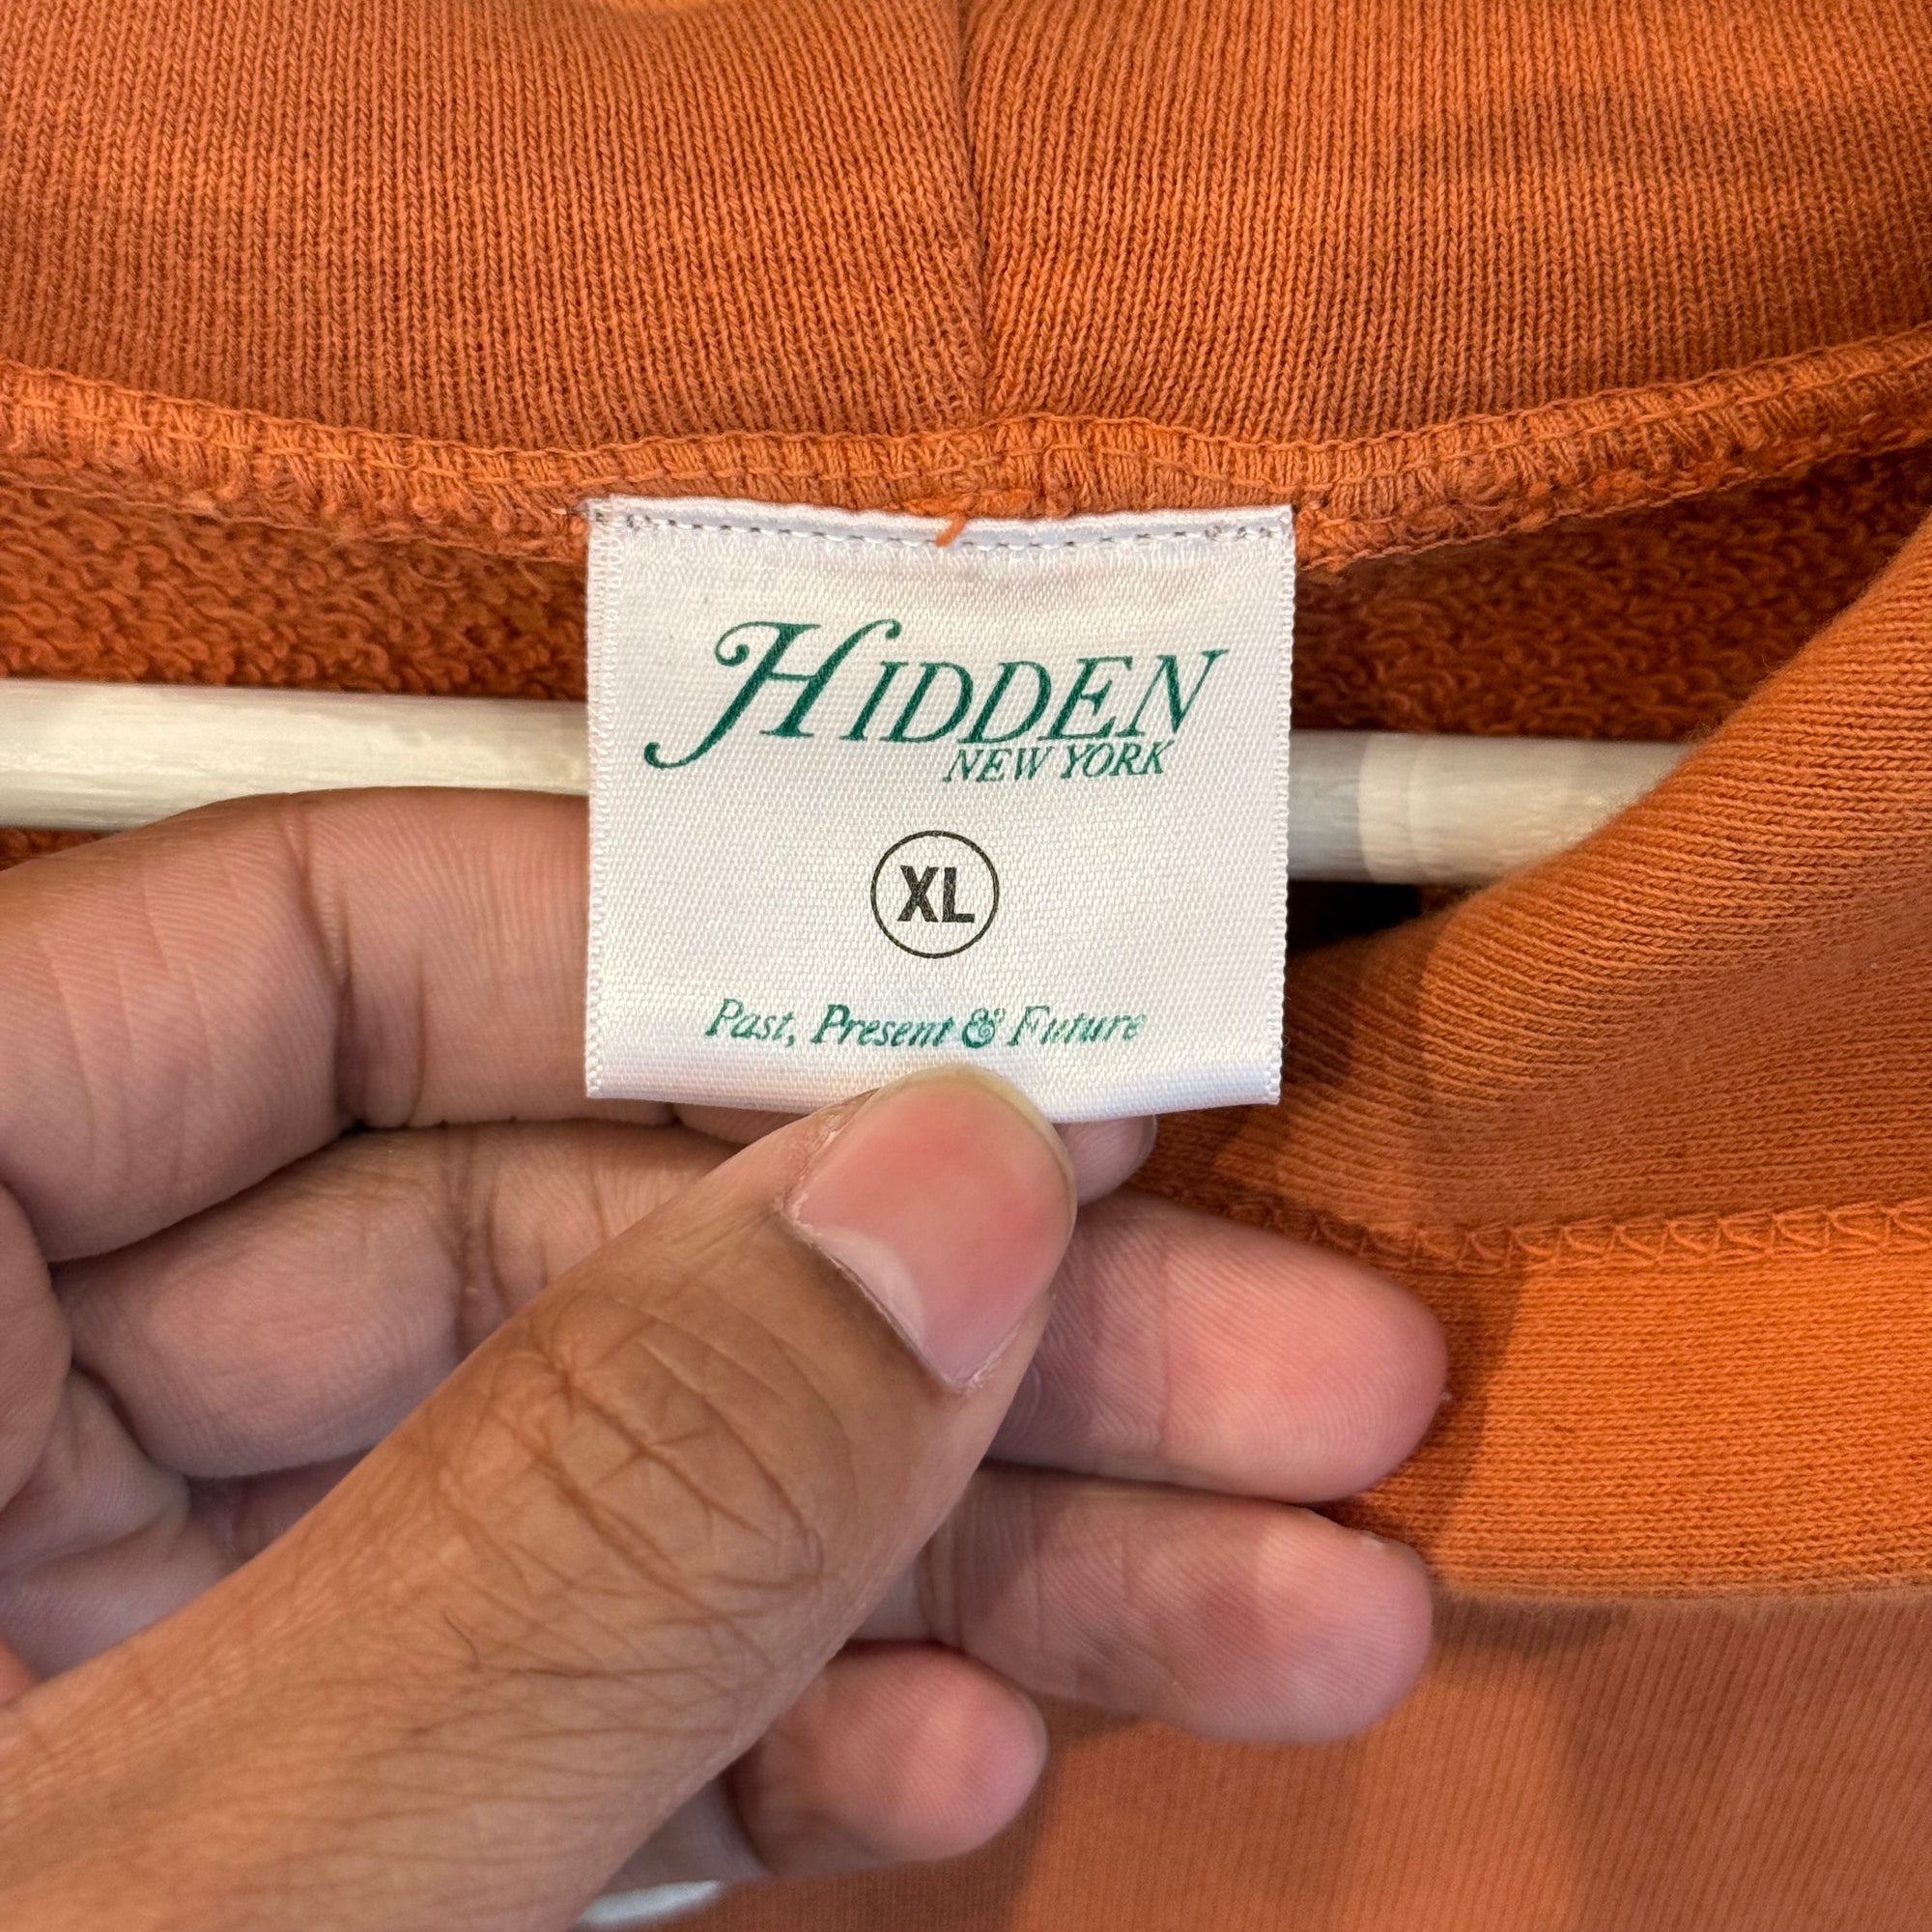 HIDDEN
NEW YORK
XL
Past, Present & Future